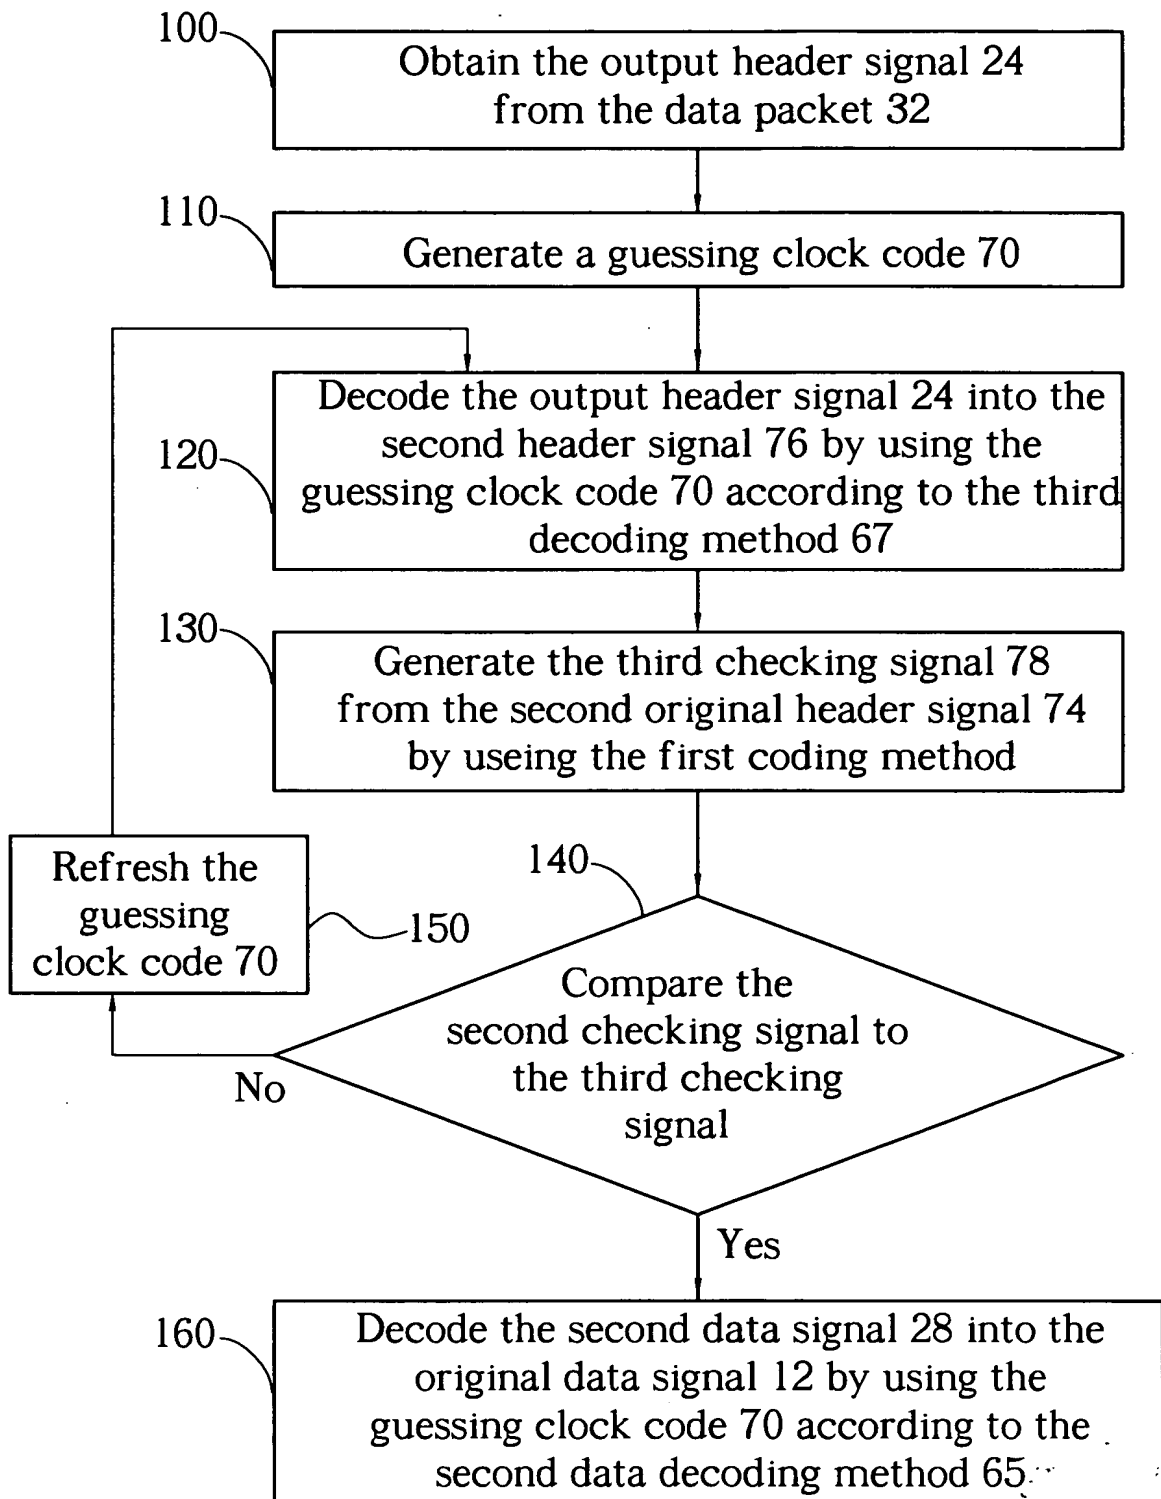 100
Obtain the output header signal 24
from the data packet 32
110
Generate a guessing clock code 70
120
Decode the output header signal 24 into the
second header signal 76 by using the
guessing clock code 70 according to the third
decoding method 67
130
Generate the third checking signal 78
from the second original header signal 74
by useing the first coding method
140
Compare the
second checking signal to
the third checking
signal
No
Refresh the
guessing
clock code 70
150
Yes
160
Decode the second data signal 28 into the
original data signal 12 by using the
guessing clock code 70 according to the
second data decoding method 65